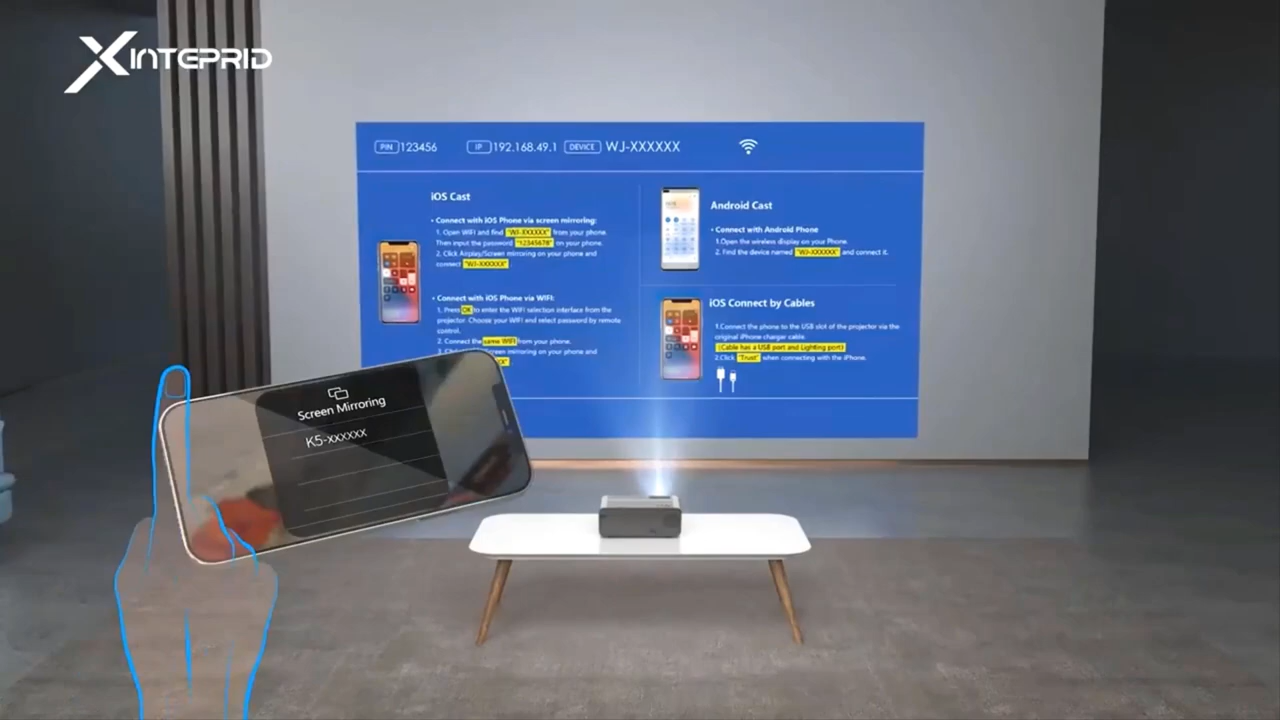 XINTEPRID
PIN 123456 IP 192.168.49.1 DEVICE WJ-XXXXXX
iOS Cast
• Connect with iOS Phone via screen mirroring:
1. Open WIFI and find "WJ-XXXXXX" from your phone.
Then input the password "12345678" on your phone.
2. Click Airplay/Screen mirroring on your phone and
connect "WJ-XXXXXX"
• Connect with iOS Phone via WIFI:
1. Press OK to enter the WIFI selection interface from the
projector. Choose your WIFI and select password by remote
control.
2. Connect the same WIFI from your phone.
screen mirroring on your phone and
Android Cast
• Connect with Android Phone
1.Open the wireless display on your Phone.
2. Find the device named "WJ-XXXXXX" and connect it.
iOS Connect by Cables
1.Connect the phone to the USB slot of the projector via the
original iPhone charger cable.
(Cable has a USB port and Lighting port)
2.Click "Trust" when connecting with the iPhone.
Screen Mirroring
K5-xxxxxx